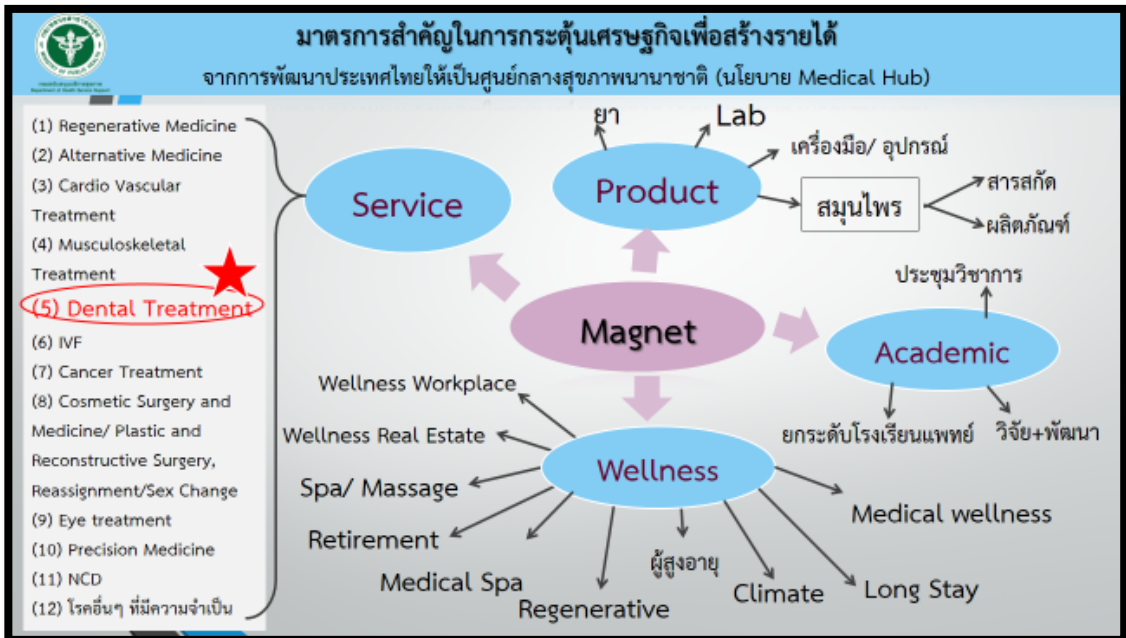 มาตรการสำคัญในการกระตุ้นเศรษฐกิจเพื่อสร้างรายได้
จากการพัฒนาประเทศไทยให้เป็นศูนย์กลางสุขภาพนานาชาติ (นโยบาย Medical Hub)
Department of Health Service Support
(1) Regenerative Medicine
(2) Alternative Medicine
(3) Cardio Vascular
Treatment
(4) Musculoskeletal
Treatment
(5) Dental Treatment
(6) IVF
(7) Cancer Treatment
(8) Cosmetic Surgery and
Medicine/ Plastic and
Reconstructive Surgery,
Reassignment/Sex Change
(9) Eye treatment
(10) Precision Medicine
(11) NCD
(12) โรคอื่นๆ ที่มีความจำเป็น
Service
ยา
Lab
เครื่องมือ/ อุปกรณ์
Product
สมุนไพร
สารสกัด
ผลิตภัณฑ์
Magnet
ประชุมวิชาการ
Academic
ยกระดับโรงเรียนแพทย์
วิจัย+พัฒนา
Wellness Workplace
Wellness Real Estate
Wellness
Spa/ Massage
Retirement
Medical Spa
Regenerative
ผู้สูงอายุ
Climate
Long Stay
Medical wellness